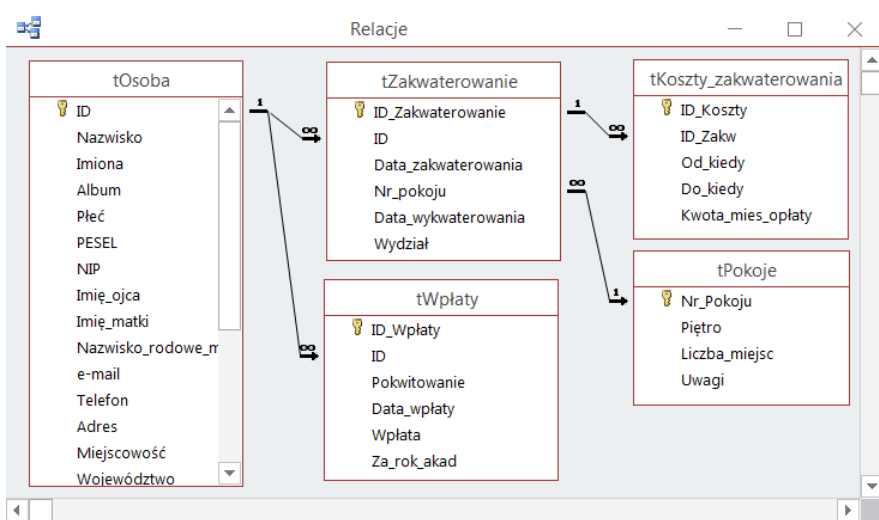 Relacje
tOsoba
ID
Nazwisko
Imiona
Album
Płeć
PESEL
NIP
Imię_ojca
Imię_matki
Nazwisko_rodowe_m
e-mail
Telefon
Adres
Miejscowość
Województwo
1
1
∞
∞
tZakwaterowanie
ID_Zakwaterowanie
ID
Data_zakwaterowania
Nr_pokoju
Data_wykwaterowania
Wydział
∞
∞
1
tWpłaty
ID_Wpłaty
ID
Pokwitowanie
Data_wpłaty
Wpłata
Za_rok_akad
tKoszty_zakwaterowania
ID_Koszty
ID_Zakw
Od_kiedy
Do_kiedy
Kwota_mies_opłaty
tPokoje
Nr_Pokoju
Piętro
Liczba_miejsc
Uwagi